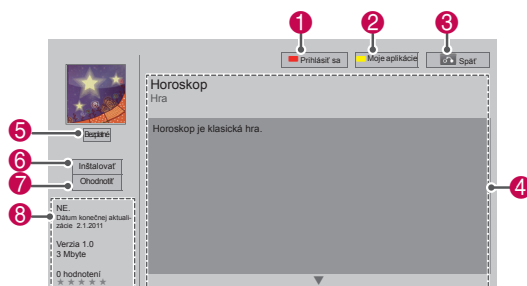 1
2
3
Prihlásiť sa
Moje aplikácie
Späť
Horoskop
Hra
Horoskop je klasická hra.
4
5
Bezplatné
6
Inštalovať
7
Ohodnotiť
8
NE.
Dátum konečnej aktuali-
zácie 2.1.2011
Verzia 1.0
3 Mbyte
0 hodnotení